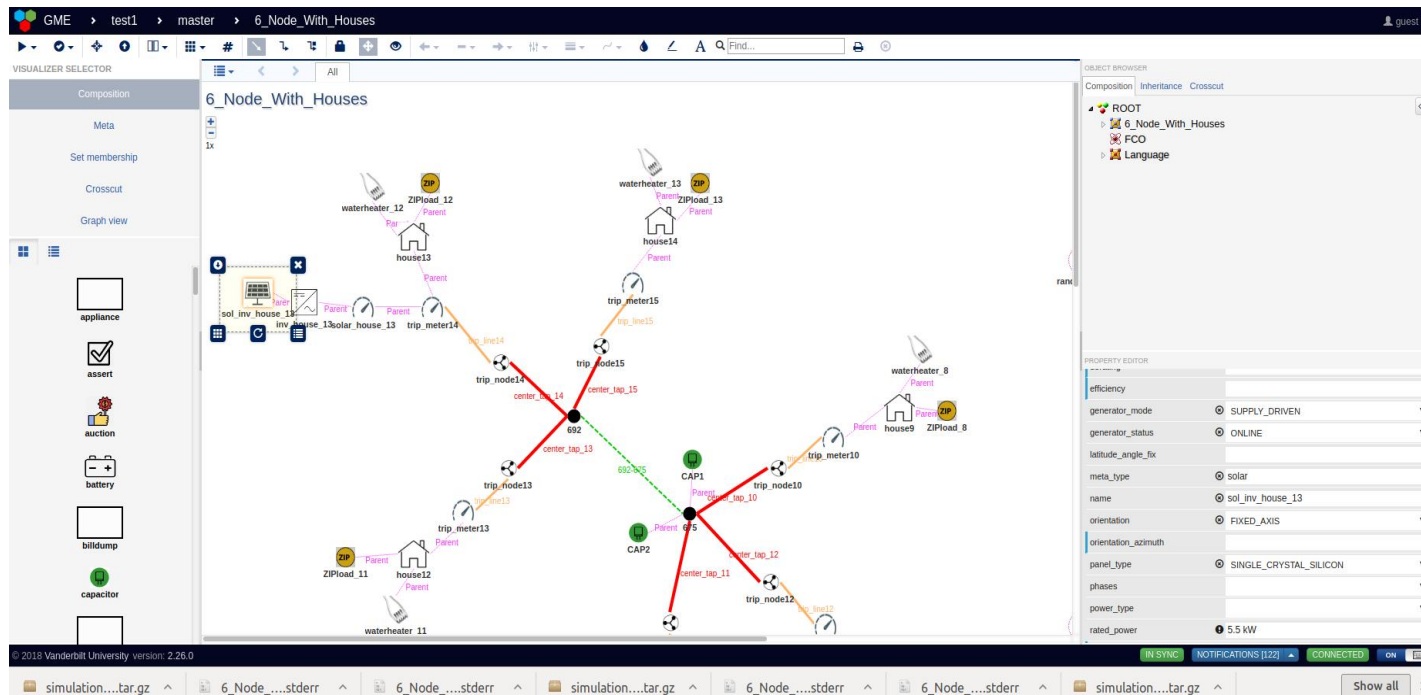 GME › test1 › master › 6_Node_With_Houses
guest
Find...
VISUALIZER SELECTOR
Composition
Meta
Set membership
Crosscut
Graph view
appliance
assert
auction
battery
billdump
capacitor
All
6_Node_With_Houses
1x
waterheater_12
ZIP
ZIPload_12
Parent
house13
Parent
sol_inv_house_13
Parent
solar_house_13
Parent
trip_meter14
trip_line14
trip_node14
center_tap_14
waterheater_13
ZIP
ZIPload_13
Parent
Parent
house14
Parent
trip_meter15
trip_line15
trip_node15
center_tap_15
692
center_tap_13
trip_node13
trip_line13
trip_meter13
Parent
ZIP
ZIPload_11
Parent
house12
Parent
waterheater_11
692-675
CAP1
Parent
CAP2
Parent
675
center_tap_10
trip_node10
trip_meter10
Parent
waterheater_8
Parent
house9
Parent
ZIP
ZIPload_8
center_tap_12
trip_node12
trip_line12
center_tap_11
OBJECT BROWSER
Composition Inheritance Crosscut
ROOT
6_Node_With_Houses
FCO
Language
PROPERTY EDITOR
efficiency
generator_mode SUPPLY_DRIVEN
generator_status ONLINE
latitude_angle_fix
meta_type solar
name sol_inv_house_13
orientation FIXED_AXIS
orientation_azimuth
panel_type SINGLE_CRYSTAL_SILICON
phases
power_type
rated_power 5.5 kW
© 2018 Vanderbilt University version: 2.26.0
IN SYNC NOTIFICATIONS [122] CONNECTED ON
simulation....tar.gz
6_Node_....stderr
6_Node_....stderr
simulation....tar.gz
6_Node_....stderr
6_Node_....stderr
simulation....tar.gz
Show all